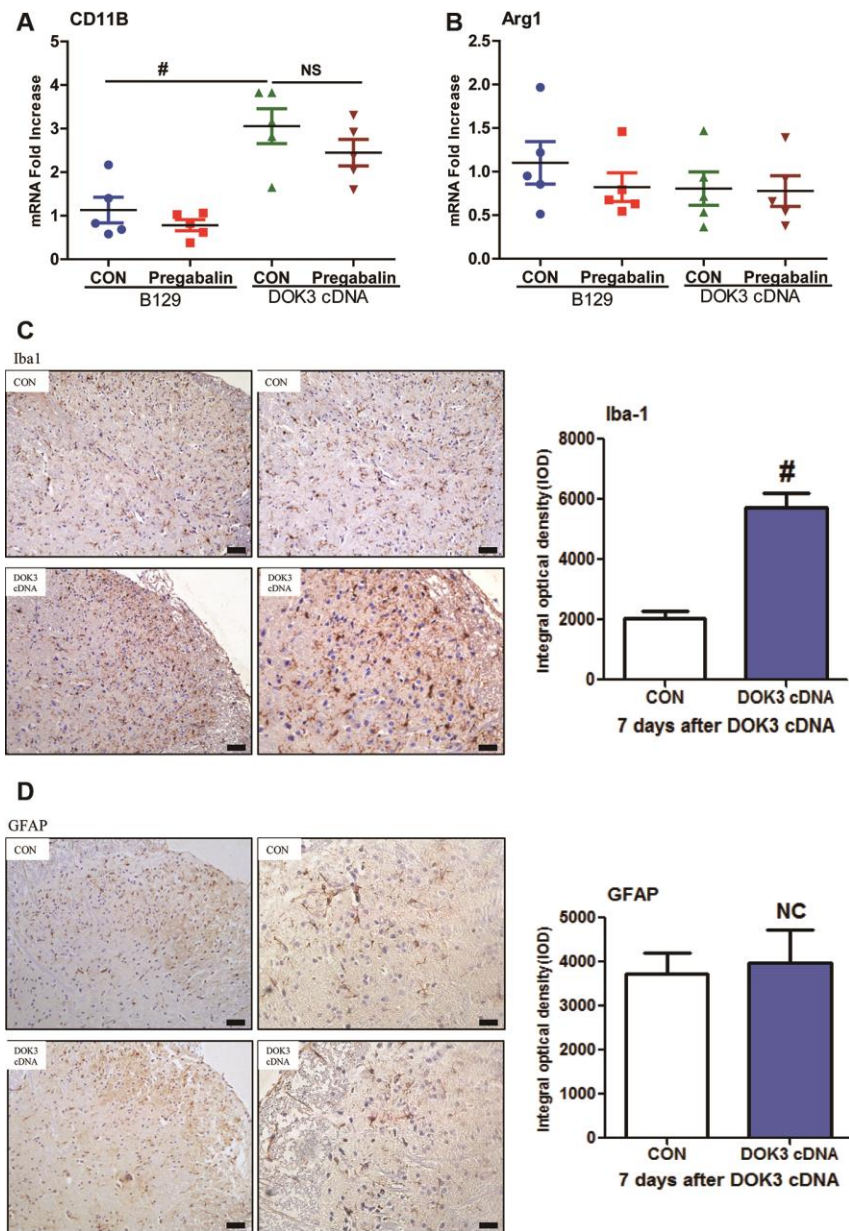 A
CD11B
mRNA Fold Increase
5
4
3
2
1
0
#
NS
CON
Pregabalin
CON
Pregabalin
B129
DOK3 cDNA
B
Arg1
mRNA Fold Increase
2.5
2.0
1.5
1.0
0.5
0.0
CON
Pregabalin
CON
Pregabalin
B129
DOK3 cDNA
C
Iba1
CON
CON
DOK3
cDNA
DOK3
cDNA
Iba-1
Integral optical density(IOD)
8000
6000
4000
2000
0
#
CON
DOK3 cDNA
7 days after DOK3 cDNA
D
GFAP
CON
CON
DOK3
cDNA
DOK3
cDNA
GFAP
Integral optical density(IOD)
5000
4000
3000
2000
1000
0
NC
CON
DOK3 cDNA
7 days after DOK3 cDNA